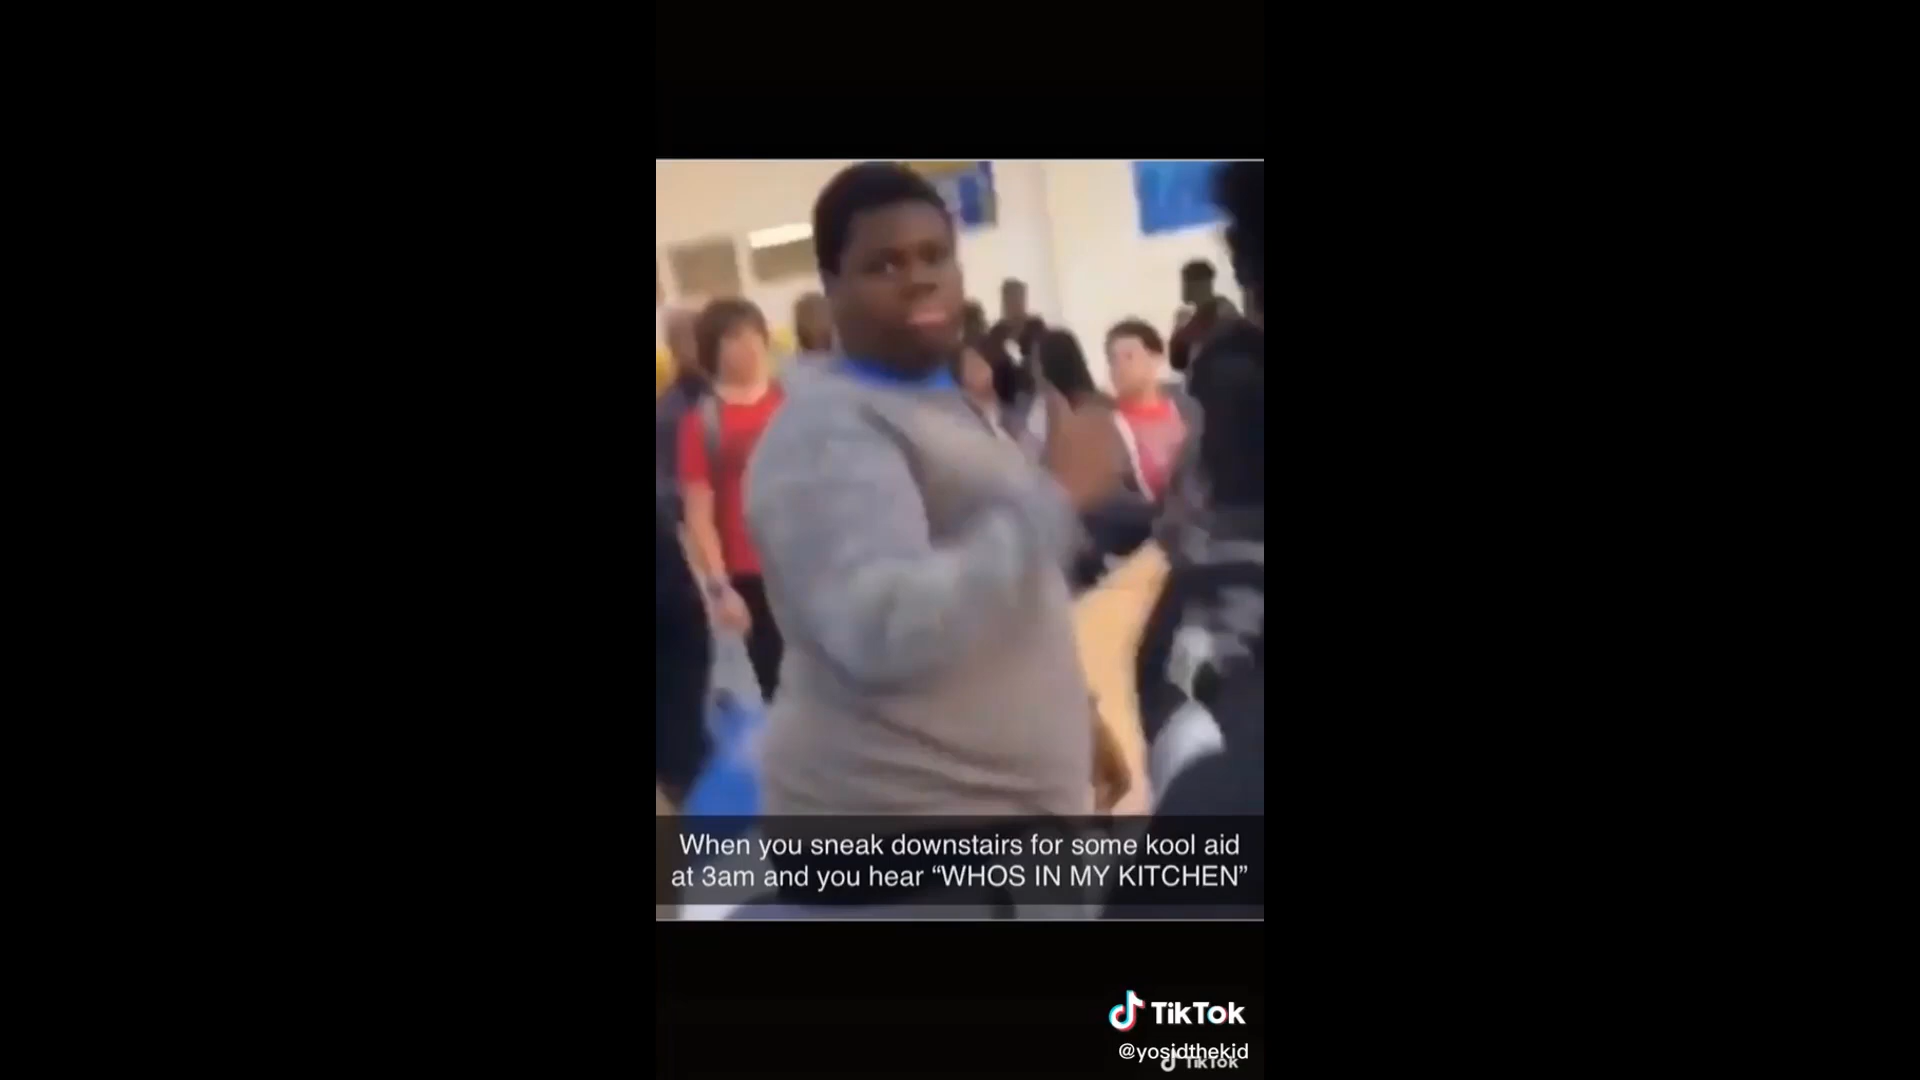 When you sneak downstairs for some kool aid
at 3am and you hear “WHOS IN MY KITCHEN”
TikTok
@yosidthekid
TikTok